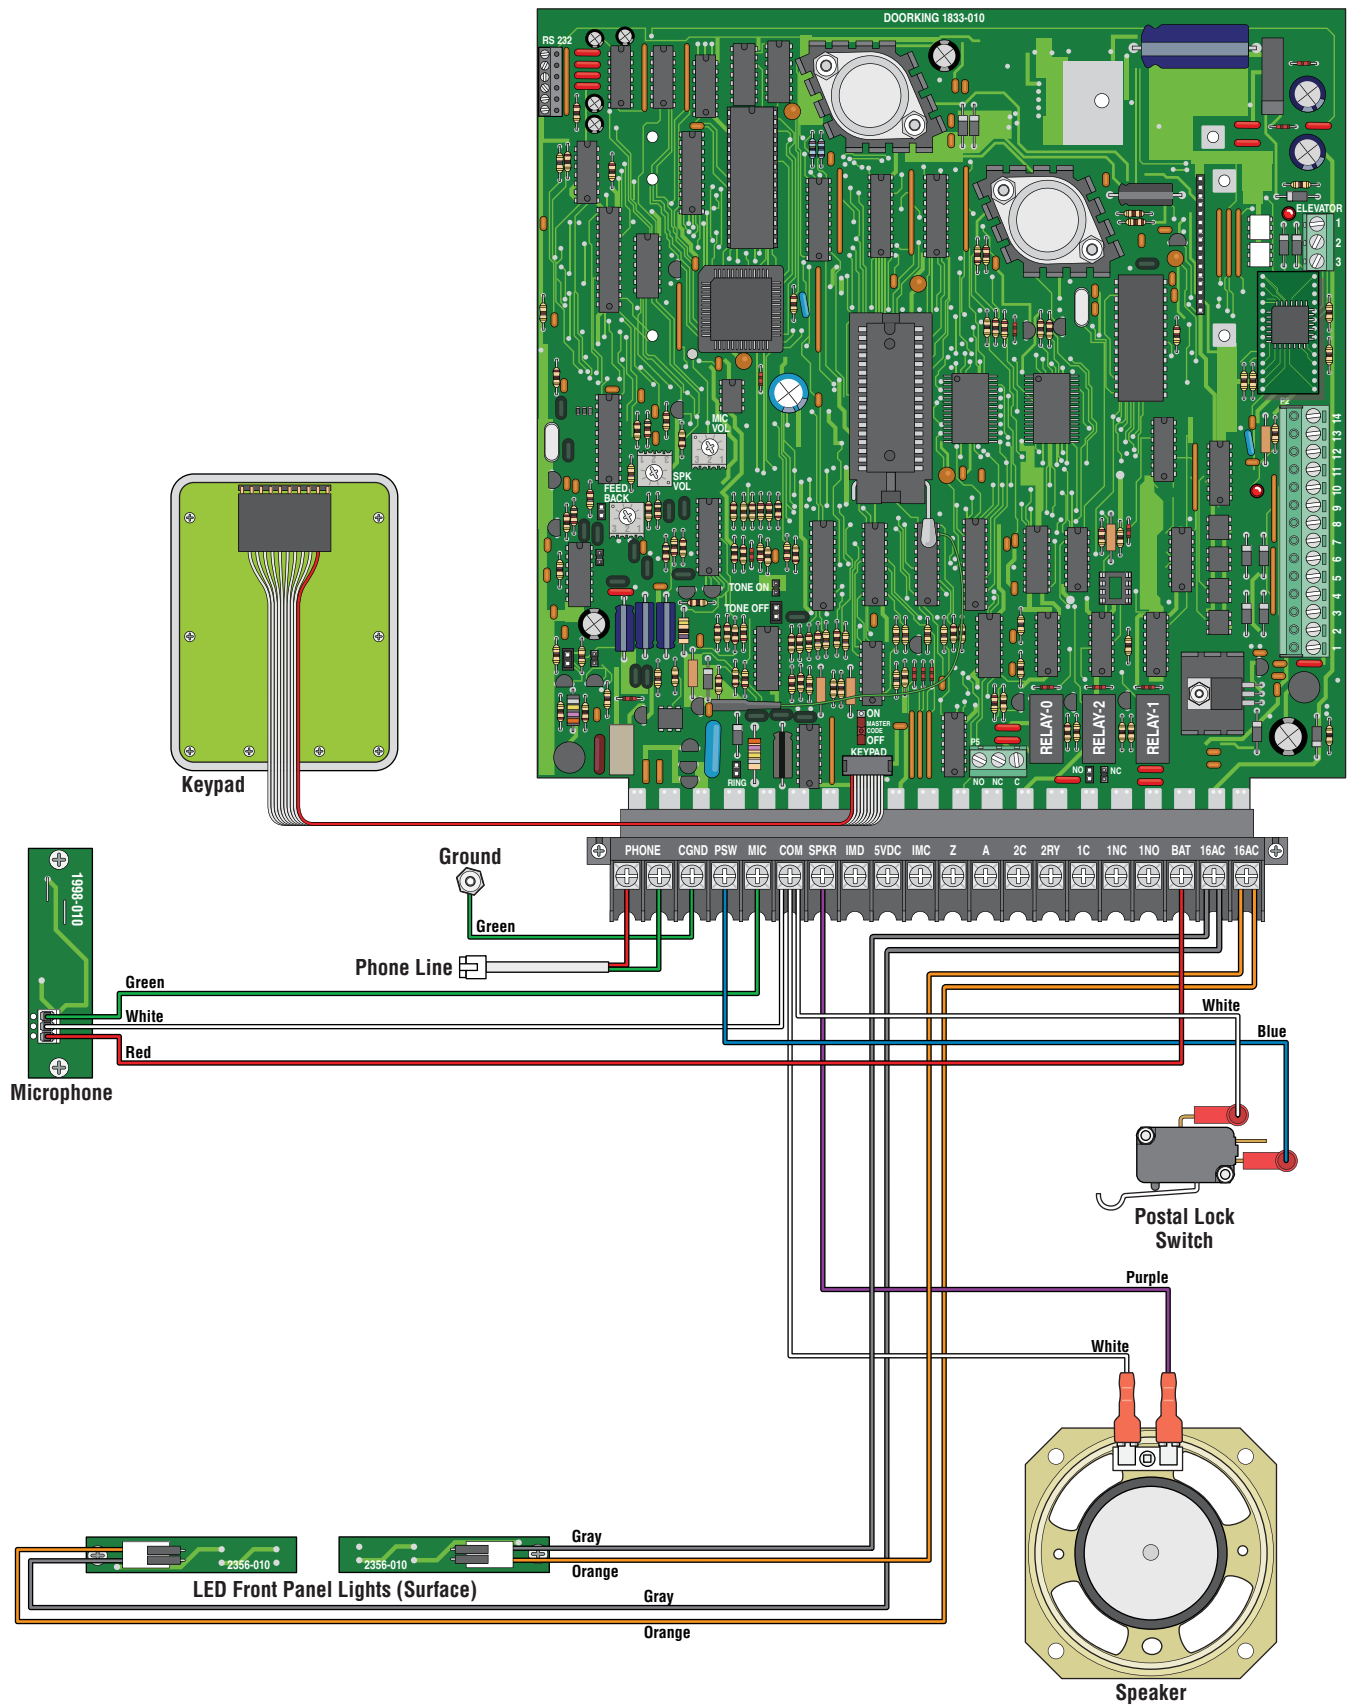 DOORKING 1833-010
RS 232
ELEVATOR
1
2
3
MIC
VOL
SPK
VOL
FEED
BACK
TONE ON
TONE OFF
14
13
12
11
10
9
8
7
6
5
4
3
2
1
ON
MASTER
CODE
OFF
KEYPAD
RING
P5
NO NC C
RELAY-0
RELAY-2
RELAY-1
NO
NC
Keypad
PHONE CGND PSW MIC COM SPKR IMD 5VDC IMC Z A 2C 2RY 1C 1NC 1NO BAT 16AC 16AC
Ground
Green
Phone Line
1998-010
Green
White
Red
Microphone
White
Blue
Postal Lock
Switch
Purple
White
Speaker
2356-010
2356-010
Gray
Orange
LED Front Panel Lights (Surface)
Gray
Orange